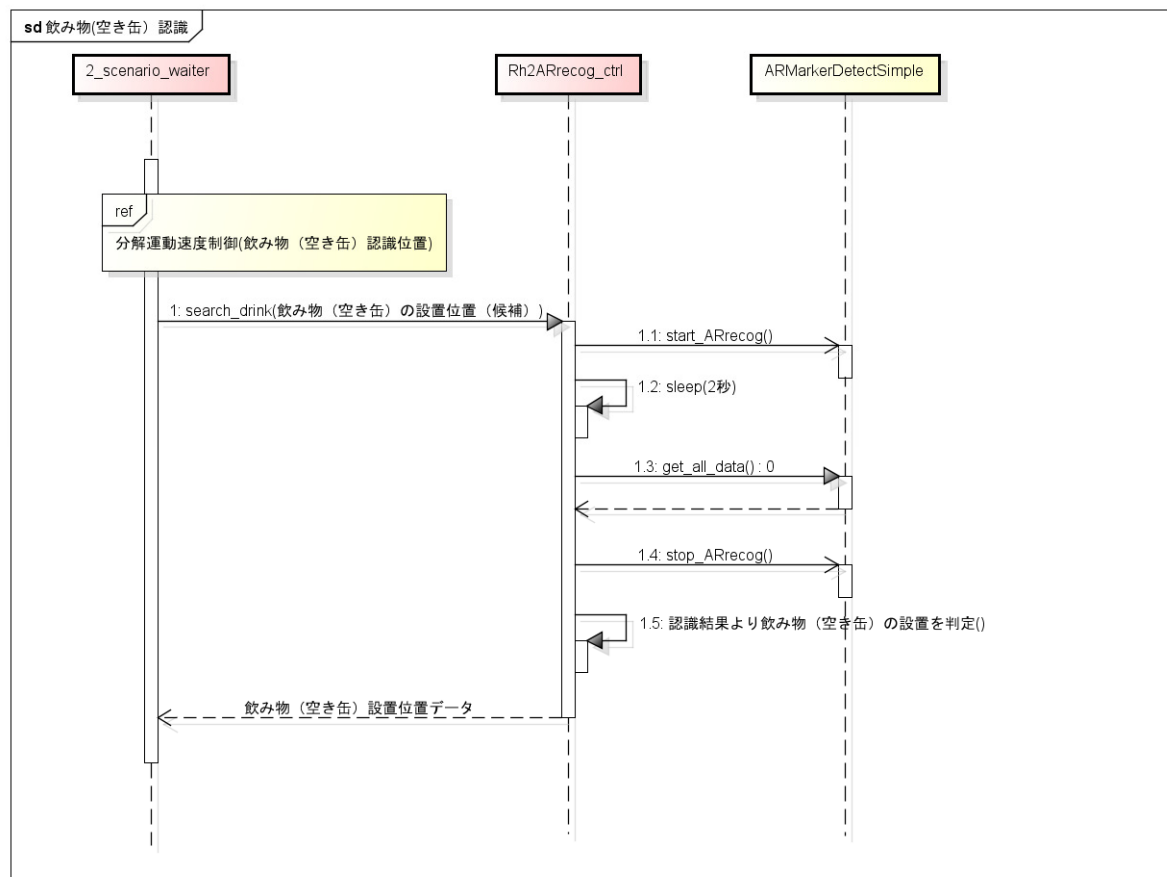 sd 飲み物(空き缶）認識
2_scenario_waiter
Rh2ARrecog_ctrl
ARMarkerDetectSimple
ref
分解運動速度制御(飲み物（空き缶）認識位置)
1: search_drink(飲み物（空き缶）の設置位置（候補）)
1.1: start_ARrecog()
1.2: sleep(2秒)
1.3: get_all_data() : 0
1.4: stop_ARrecog()
1.5: 認識結果より飲み物（空き缶）の設置を判定()
飲み物（空き缶）設置位置データ